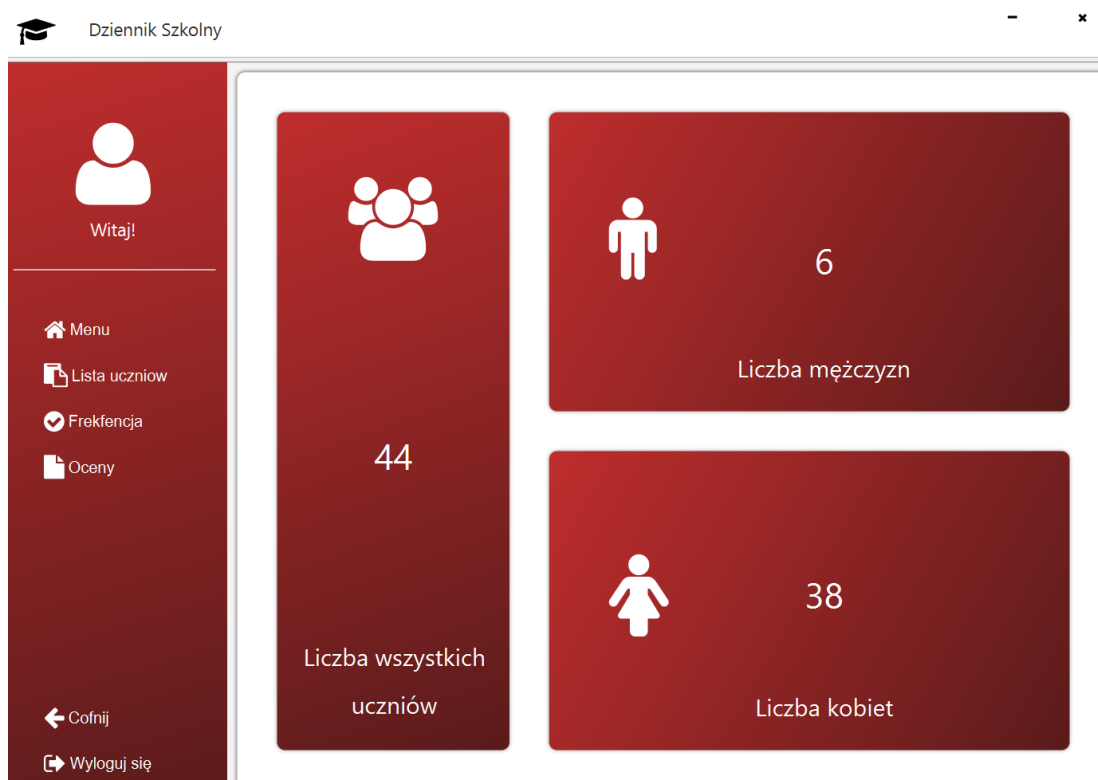 Dziennik Szkolny
Witaj!
Menu
Lista uczniow
Frekfencja
Oceny
Cofnij
Wyloguj się
44
Liczba wszystkich
uczniów
6
Liczba mężczyzn
38
Liczba kobiet